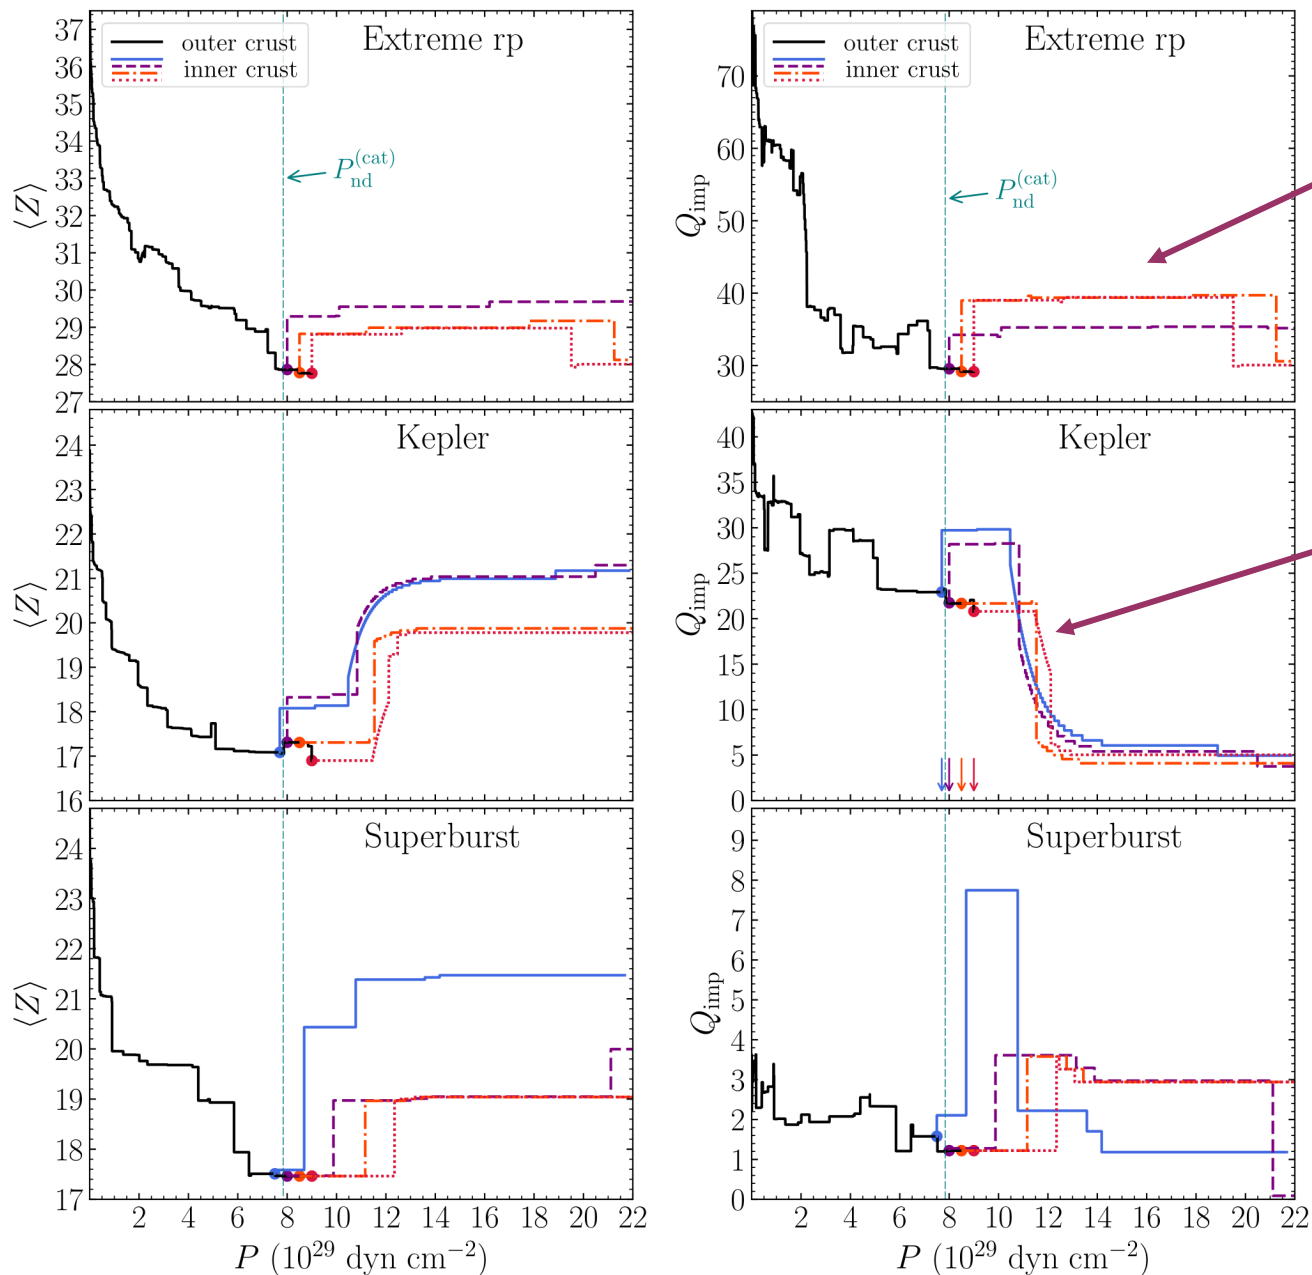 37
36
35
34
33
32
31
30
29
28
27
⟨Z⟩
outer crust
inner crust
Extreme rp
P_nd^(cat)
70
60
50
40
30
Q_imp
outer crust
inner crust
Extreme rp
P_nd^(cat)
24
23
22
21
20
19
18
17
16
⟨Z⟩
Kepler
40
35
30
25
20
15
10
5
0
Q_imp
Kepler
24
23
22
21
20
19
18
17
⟨Z⟩
Superburst
2 4 6 8 10 12 14 16 18 20 22
P (10^29 dyn cm^−2)
9
8
7
6
5
4
3
2
1
0
Q_imp
Superburst
2 4 6 8 10 12 14 16 18 20 22
P (10^29 dyn cm^−2)